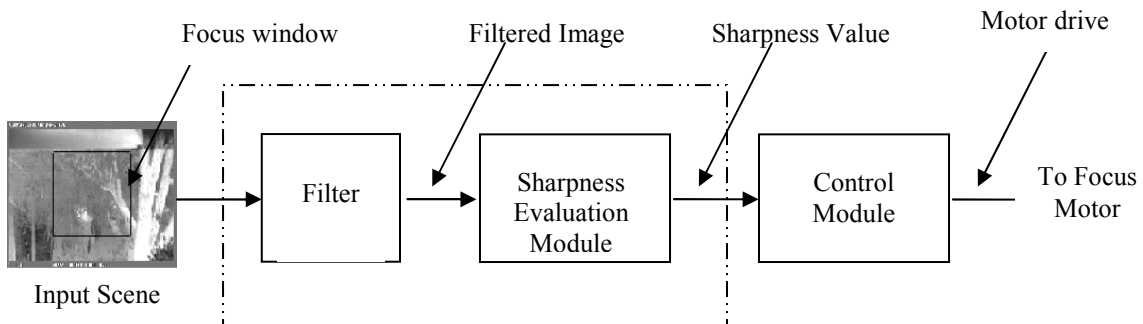 Focus window
Filtered Image
Sharpness Value
Motor drive
Filter
Sharpness
Evaluation
Module
Control
Module
To Focus
Motor
Input Scene